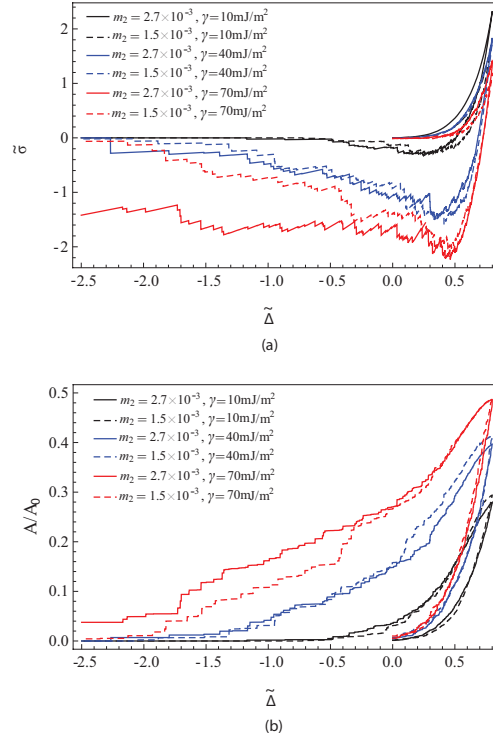 m₂ = 2.7×10⁻³ , γ=10mJ/m²
m₂ = 1.5×10⁻³ , γ=10mJ/m²
m₂ = 2.7×10⁻³ , γ=40mJ/m²
m₂ = 1.5×10⁻³ , γ=40mJ/m²
m₂ = 2.7×10⁻³ , γ=70mJ/m²
m₂ = 1.5×10⁻³ , γ=70mJ/m²
2
1
0
-1
-2
σ̃
-2.5 -2.0 -1.5 -1.0 -0.5 0.0 0.5
Δ̃
(a)
m₂ = 2.7×10⁻³ , γ=10mJ/m²
m₂ = 1.5×10⁻³ , γ=10mJ/m²
m₂ = 2.7×10⁻³ , γ=40mJ/m²
m₂ = 1.5×10⁻³ , γ=40mJ/m²
m₂ = 2.7×10⁻³ , γ=70mJ/m²
m₂ = 1.5×10⁻³ , γ=70mJ/m²
0.5
0.4
0.3
0.2
0.1
0.0
A/A₀
-2.5 -2.0 -1.5 -1.0 -0.5 0.0 0.5
Δ̃
(b)